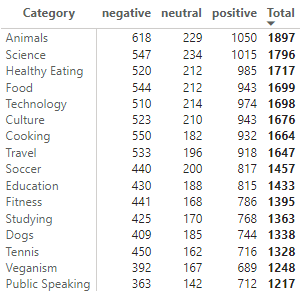 Category negative neutral positive Total
Animals 618 229 1050 1897
Science 547 234 1015 1796
Healthy Eating 520 212 985 1717
Food 544 212 943 1699
Technology 510 214 974 1698
Culture 523 210 943 1676
Cooking 550 182 932 1664
Travel 533 196 918 1647
Soccer 440 200 817 1457
Education 430 188 815 1433
Fitness 441 168 786 1395
Studying 425 170 768 1363
Dogs 409 185 744 1338
Tennis 450 162 716 1328
Veganism 392 167 689 1248
Public Speaking 363 142 712 1217